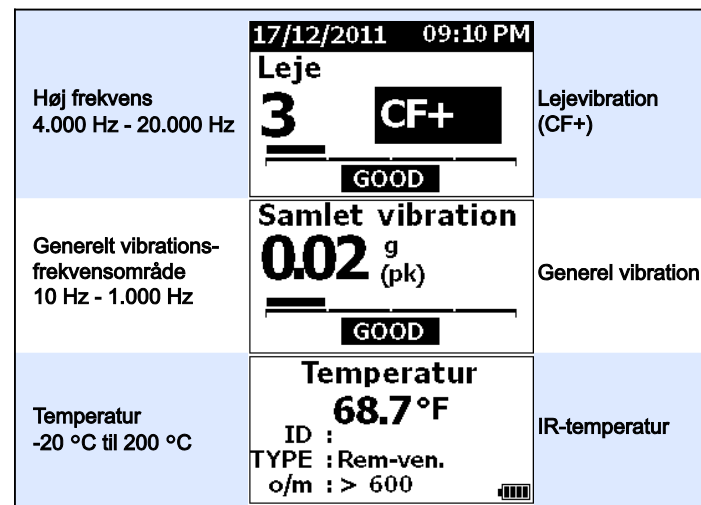 17/12/2011 09:10 PM
Høj frekvens
4.000 Hz - 20.000 Hz
Leje
3 CF+
GOOD
Lejevibration
(CF+)
Generelt vibrations-
frekvensområde
10 Hz - 1.000 Hz
Samlet vibration
0.02 g
(pk)
GOOD
Generel vibration
Temperatur
-20 °C til 200 °C
Temperatur
68.7°F
ID :
TYPE : Rem-ven.
o/m : > 600
IR-temperatur